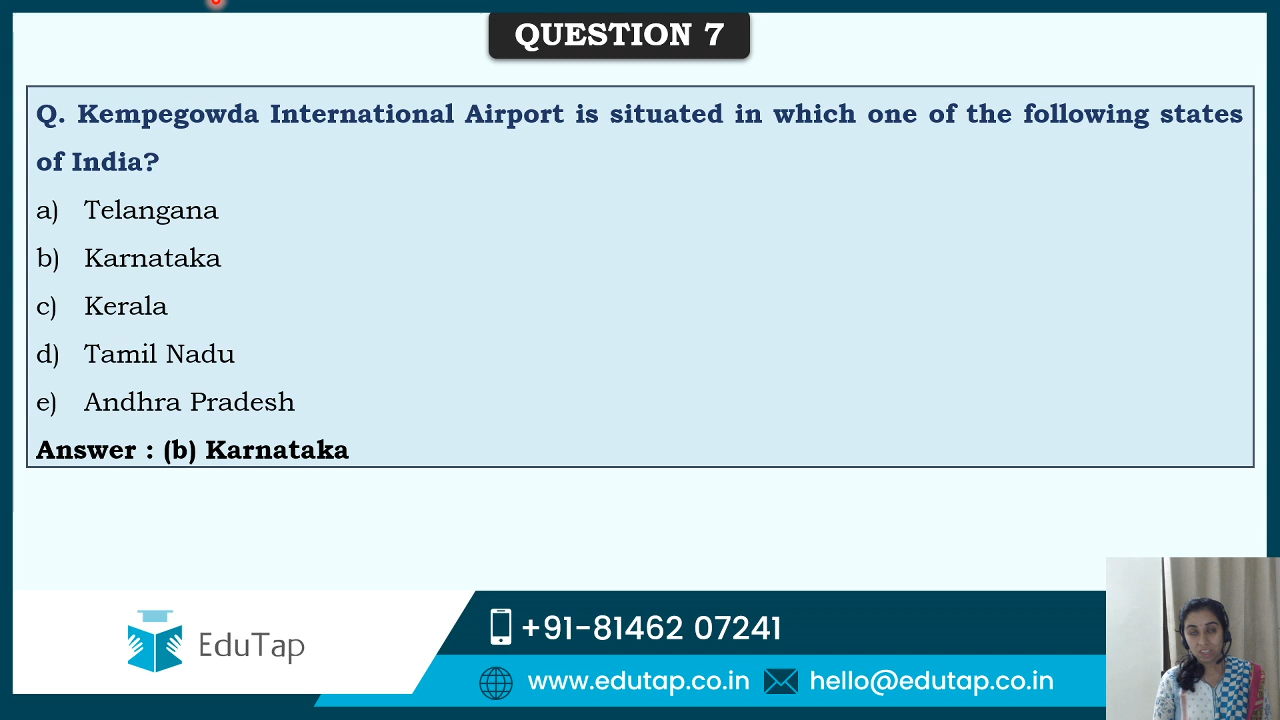 QUESTION 7
Q. Kempegowda International Airport is situated in which one of the following states
of India?
a) Telangana
b) Karnataka
c) Kerala
d) Tamil Nadu
e) Andhra Pradesh
Answer : (b) Karnataka
EduTap
+91-81462 07241
www.edutap.co.in hello@edutap.co.in